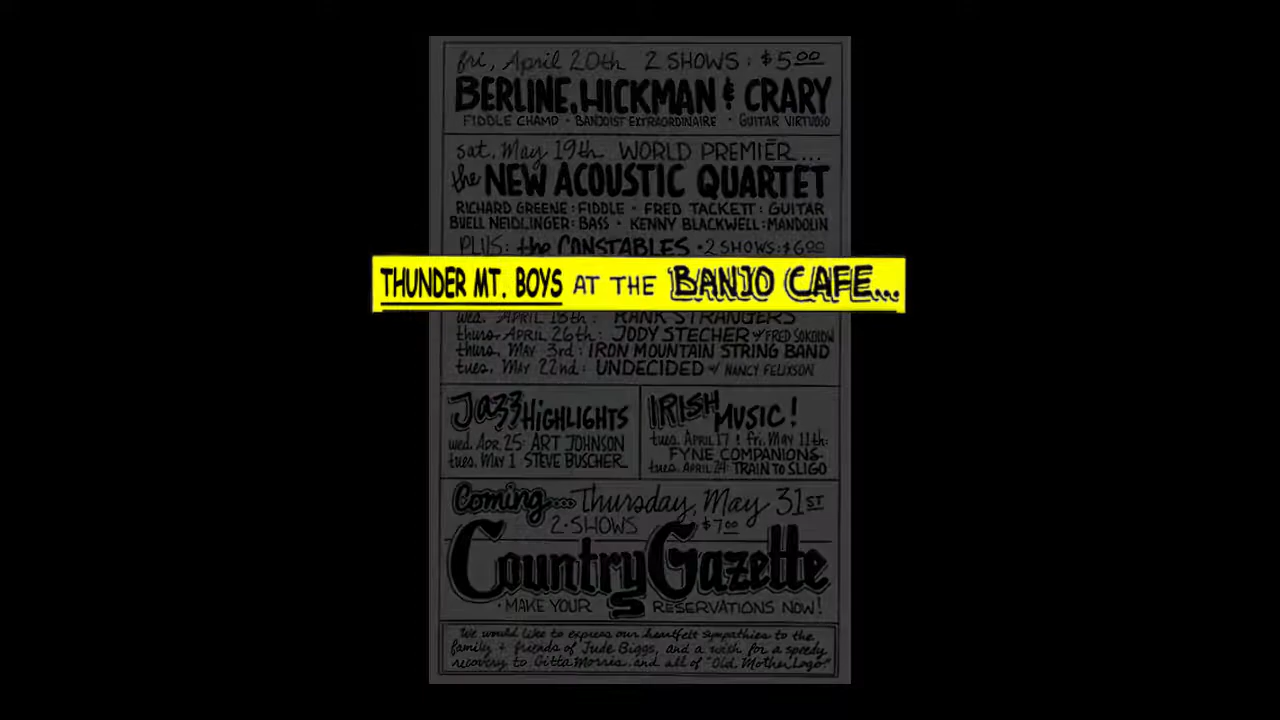 fri, April 20th 2 SHOWS: $5.00
BERLINE, HICKMAN & CRARY
FIDDLE CHAMP · BANJOIST EXTRAORDINAIRE · GUITAR VIRTUOSO
sat, May 19th WORLD PREMIER...
the NEW ACOUSTIC QUARTET
RICHARD GREENE: FIDDLE · FRED TACKETT: GUITAR
BUELL NEIDLINGER: BASS · KENNY BLACKWELL: MANDOLIN
PLUS: the CONSTABLES · 2 SHOWS: $6.00
THUNDER MT. BOYS AT THE BANJO CAFE...
wed. APRIL 18th: RANK STRANGERS
thurs. APRIL 26th: JODY STECHER w/ FRED SOKOLOW
thurs. MAY 3rd: IRON MOUNTAIN STRING BAND
tues. MAY 22nd: UNDECIDED w/ NANCY FELIXSON
Jazz HIGHLIGHTS
wed. APR. 25: ART JOHNSON
tues. MAY 1 STEVE BUSCHER
IRISH MUSIC!
tues. APRIL 17 & fri. MAY 11th:
FYNE COMPANIONS
tues. APRIL 24: TRAIN TO SLIGO
Coming... Thursday, May 31ST
2·SHOWS $7.00
Country Gazette
· MAKE YOUR RESERVATIONS NOW!
We would like to express our heartfelt sympathies to the
family & friends of Jude Biggs, and a wish for a speedy
recovery to Gitta Morris and all of "Old Mother Logo."